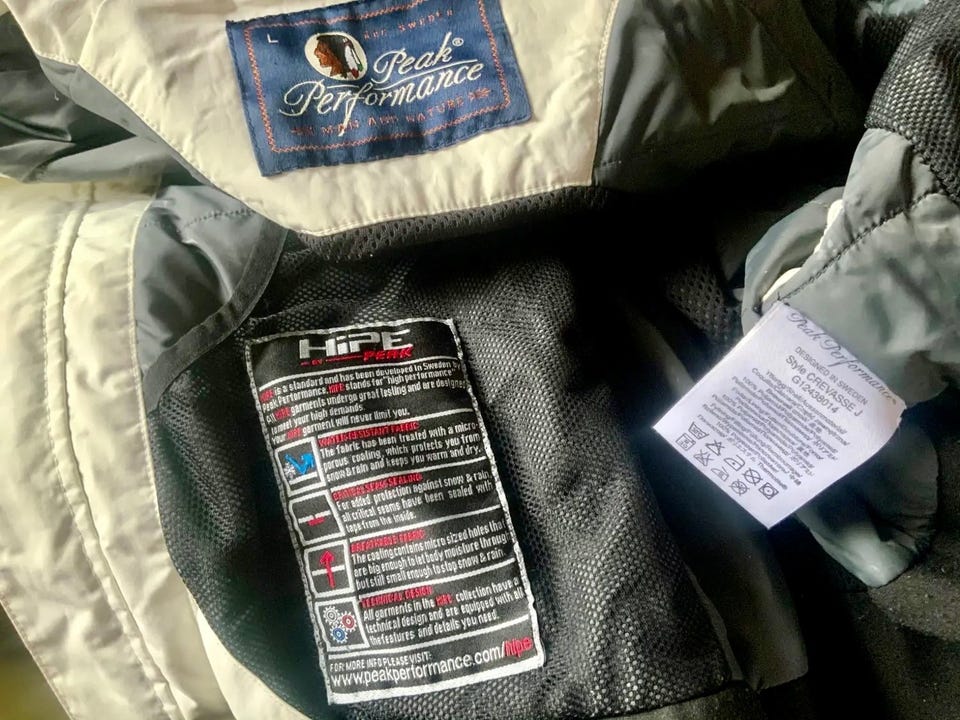 L
ÅRE SWEDEN
Peak®
Performance
HUMAN AND NATURE
HiPE
BY PEAK
HIPE is a standard and has been developed in Sweden by
Peak Performance. HIPE stands for "high performance".
All HIPE garments undergo great testing and are designed
to meet your high demands.
Your HIPE garment will never limit you.
WATER-RESISTANT FABRIC
The fabric has been treated with a micro-
porous coating, which protects you from
snow & rain and keeps you warm and dry.
CRITICAL SEAM SEALING
For added protection against snow & rain,
all critical seams have been sealed with
tape from the inside.
BREATHABLE FABRIC
The coating contains micro sized holes that
are big enough to let body moisture through
but still small enough to stop snow & rain.
TECHNICAL DESIGN
All garments in the HIPE collection have a
technical design and are equipped with all
the features and details you need.
FOR MORE INFO PLEASE VISIT:
www.peakperformance.com/hipe
Peak Performance®
DESIGNED IN SWEDEN
Style CREVASSE J
G12438014